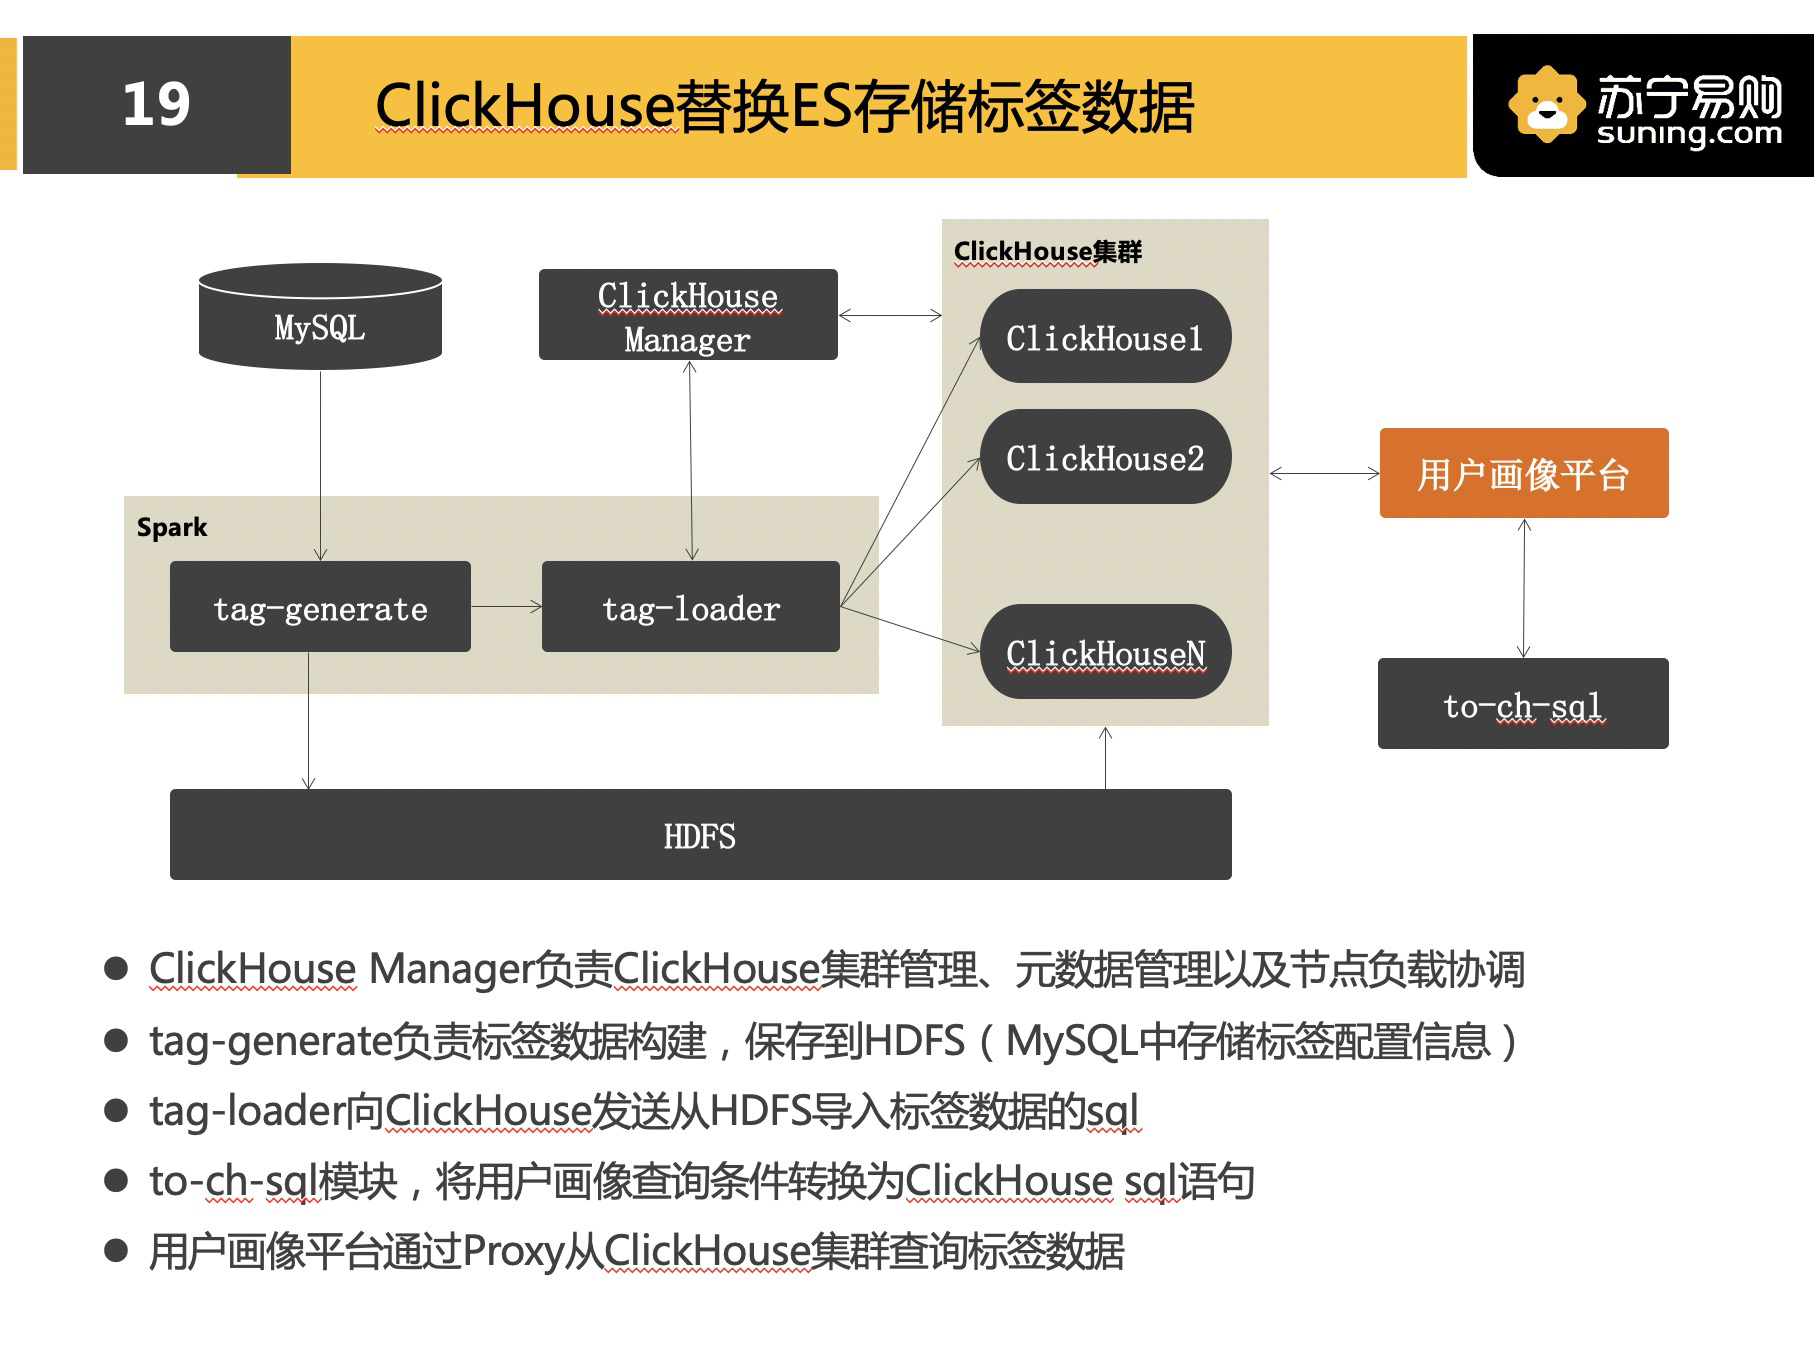 19
ClickHouse替换ES存储标签数据
苏宁易购
suning.com
ClickHouse集群
MySQL
ClickHouse
Manager
ClickHouse1
ClickHouse2
用户画像平台
Spark
tag-generate
tag-loader
ClickHouseN
to-ch-sql
HDFS
● ClickHouse Manager负责ClickHouse集群管理、元数据管理以及节点负载协调
● tag-generate负责标签数据构建，保存到HDFS（MySQL中存储标签配置信息）
● tag-loader向ClickHouse发送从HDFS导入标签数据的sql
● to-ch-sql模块，将用户画像查询条件转换为ClickHouse sql语句
● 用户画像平台通过Proxy从ClickHouse集群查询标签数据